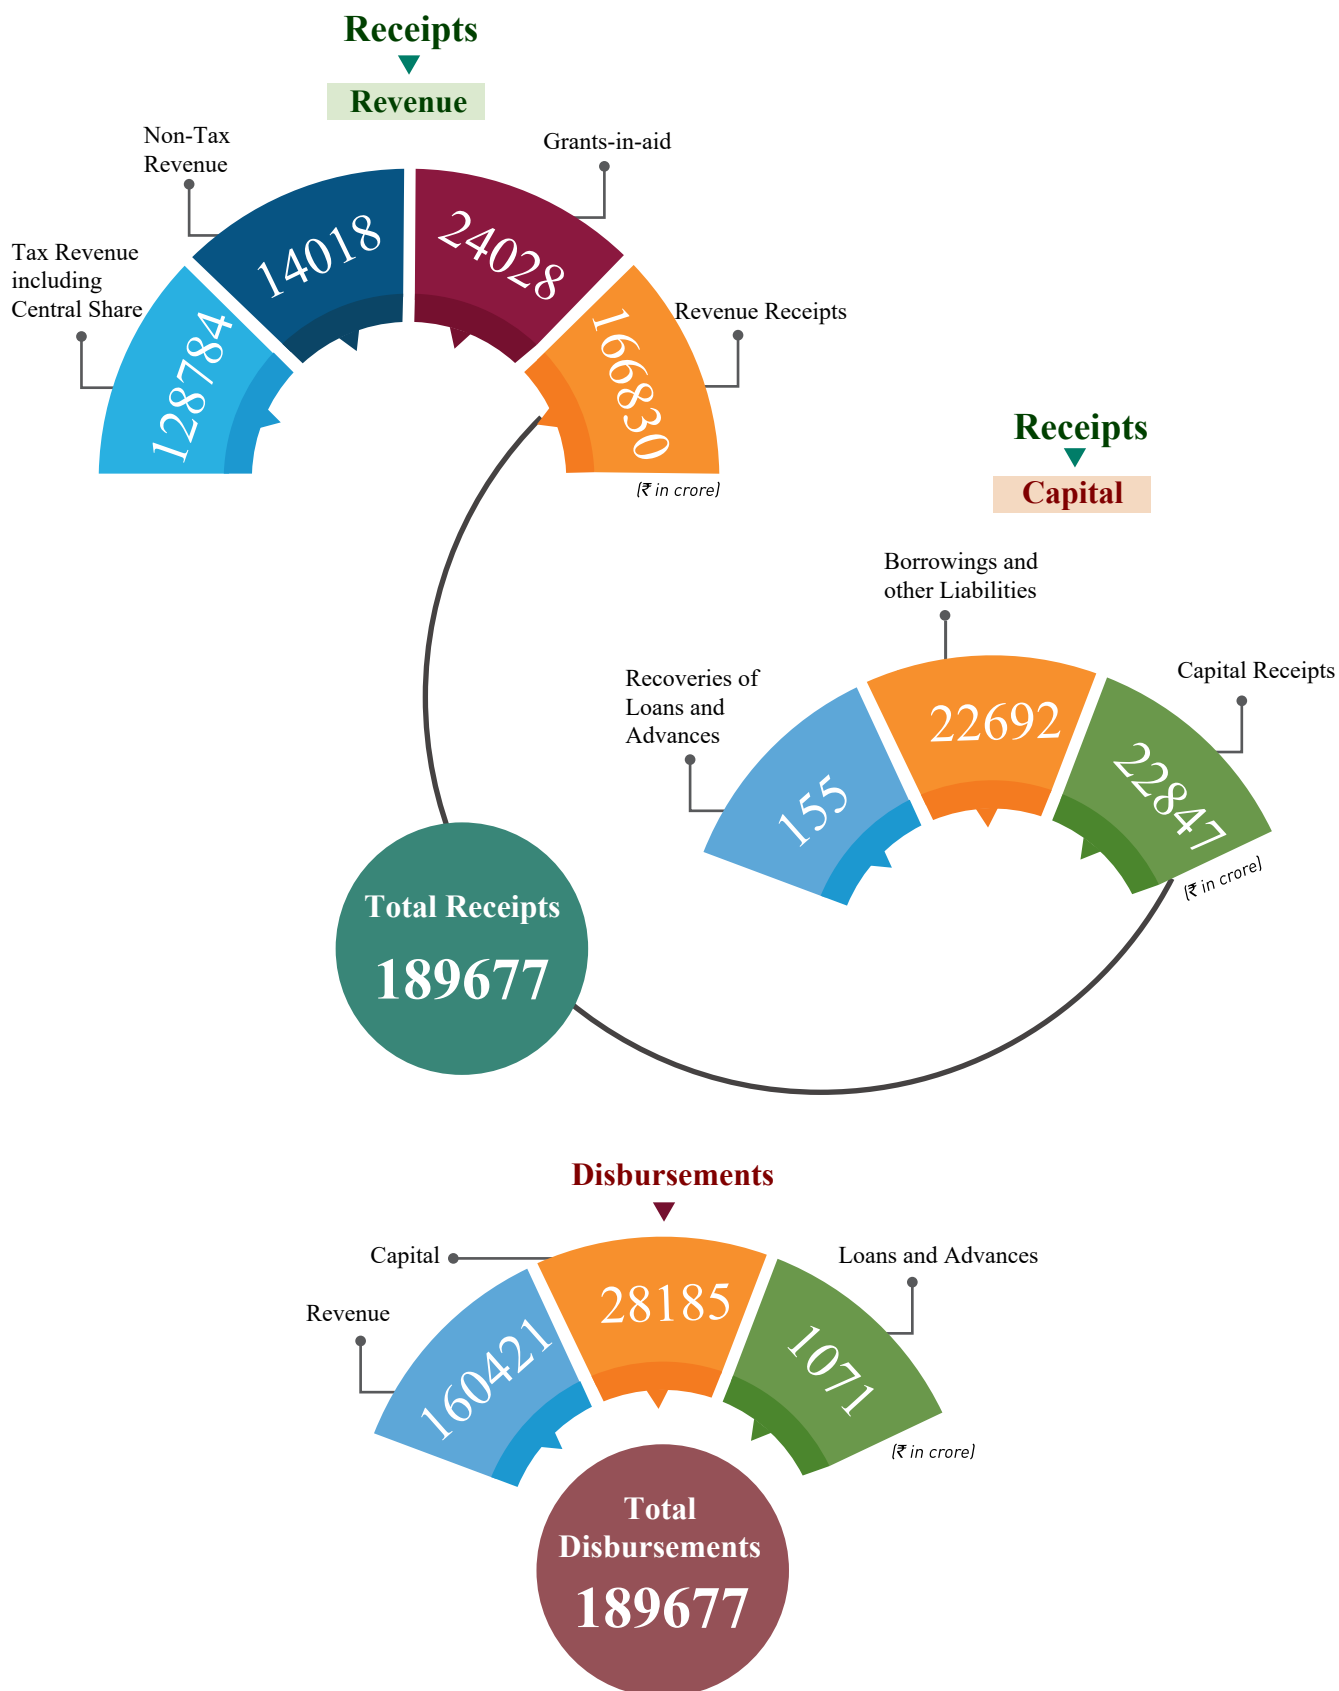 Receipts
Revenue
Non-Tax
Revenue
Grants-in-aid
Tax Revenue
including
Central Share
Revenue Receipts
128784
14018
24028
166830
(₹ in crore)
Receipts
Capital
Borrowings and
other Liabilities
Recoveries of
Loans and
Advances
Capital Receipts
155
22692
22847
(₹ in crore)
Total Receipts
189677
Disbursements
Capital
Loans and Advances
Revenue
160421
28185
1071
(₹ in crore)
Total
Disbursements
189677